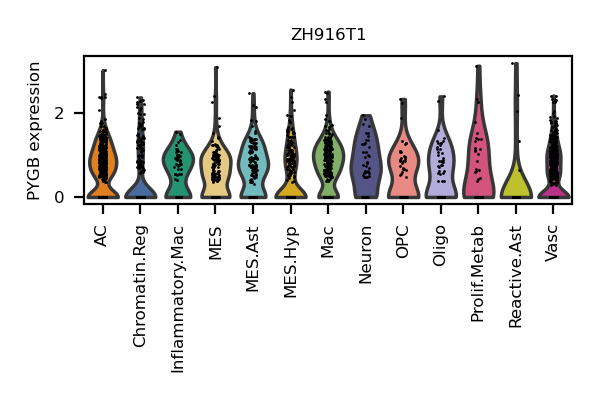 ZH916T1
PYGB expression
2
0
AC
Chromatin.Reg
Inflammatory.Mac
MES
MES.Ast
MES.Hyp
Mac
Neuron
OPC
Oligo
Prolif.Metab
Reactive.Ast
Vasc